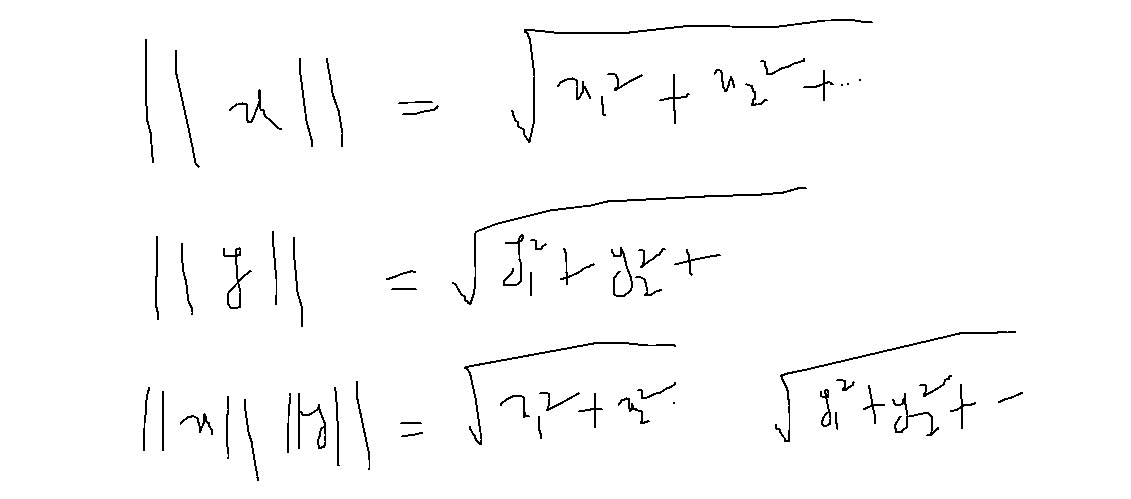 ||x|| = √(x₁² + x₂² + ...
||y|| = √(y₁² + y₂² +
||x|| ||y|| = √(x₁² + x₂² √(y₁² + y₂² + -